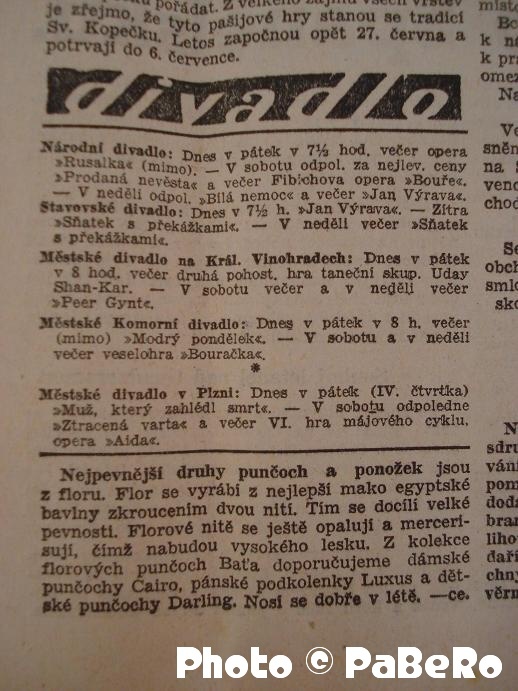 pořádat. Z velkého zájmu všech vrstev
je zřejmo, že tyto pašijové hry stanou se tradicí
Sv. Kopečku. Letos započnou opět 27. června a
potrvají do 6. července.
divadlo
Národní divadlo: Dnes v pátek v 7½ hod. večer opera
»Rusalka« (mimo). — V sobotu odpol. za nejlev. ceny
»Prodaná nevěsta« a večer Fibichova opera »Bouře«.
— V neděli odpol. »Bílá nemoc« a večer »Jan Výrava«.
Stavovské divadlo: Dnes v 7½ h. »Jan Výrava«. — Zítra
»Sňatek s překážkami«. — V neděli večer »Sňatek
s překážkami«.
Městské divadlo na Král. Vinohradech: Dnes v pátek
v 8 hod. večer druhá pohost. hra taneční skup. Uday
Shan-Kar. — V sobotu večer a v neděli večer
»Peer Gynt«.
Městské Komorní divadlo: Dnes v pátek v 8 h. večer
(mimo) »Modrý pondělek«. — V sobotu a v neděli
večer veselohra »Bouračka«.
*
Městské divadlo v Plzni: Dnes v pátek (IV. čtvrtka)
»Muž, který zahlédl smrt«. — V sobotu odpoledne
»Ztracená varta« a večer VI. hra májového cyklu,
opera »Aida«.
Nejpevnější druhy punčoch a ponožek jsou
z floru. Flor se vyrábí z nejlepší mako egyptské
bavlny zkroucením dvou nití. Tím se docílí velké
pevnosti. Florové nitě se ještě opalují a merceri-
sují, čímž nabudou vysokého lesku. Z kolekce
florových punčoch Baťa doporučujeme dámské
punčochy Cairo, pánské podkolenky Luxus a dět-
ské punčochy Darling. Nosí se dobře v létě. —ce.
Photo © PaBeRo